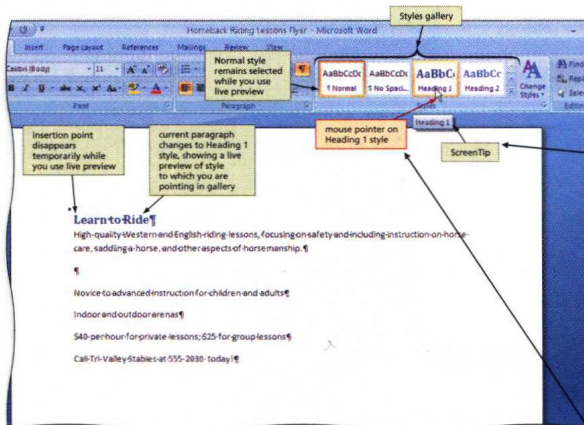 Horneback Riding Lessons Flyer - Microsoft Word
Styles gallery
Insert Page Layout References Mailings Review View
Calibri (Body) 11
Normal style
remains selected
while you use
live preview
AaBbCcDc AaBbCcDc AaBbC AaBbCc
¶ Normal ¶ No Spaci... Heading 1 Heading 2
Change
Styles
Find
Font Paragraph Styles
Heading 1
mouse pointer on
Heading 1 style
ScreenTip
insertion point
disappears
temporarily while
you use live preview
current paragraph
changes to Heading 1
style, showing a live
preview of style
to which you are
pointing in gallery
Learn·to·Ride¶
High-quality·Western·and·English·riding·lessons,·focusing·on·safety·and·including·instruction·on·horse·
care,·saddling·a·horse,·and·other·aspects·of·horsemanship.¶
¶
Novice·to·advanced·instruction·for·children·and·adults¶
Indoor·and·outdoor·arenas¶
$40·per·hour·for·private·lessons;·$25·for·group·lessons¶
Call·Tri-Valley·Stables·at·555-2030·today!¶